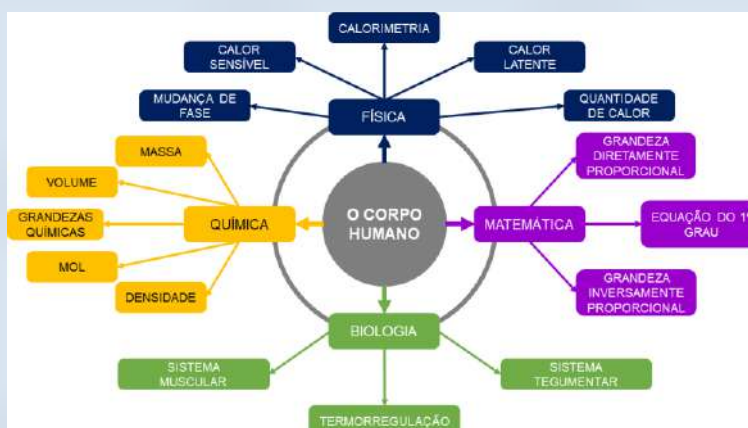 CALORIMETRIA
CALOR
SENSÍVEL
CALOR
LATENTE
MUDANÇA DE
FASE
FÍSICA
QUANTIDADE
DE CALOR
MASSA
VOLUME
GRANDEZAS
QUÍMICAS
MOL
DENSIDADE
QUÍMICA
O CORPO
HUMANO
MATEMÁTICA
GRANDEZA
DIRETAMENTE
PROPORCIONAL
EQUAÇÃO DO 1º
GRAU
GRANDEZA
INVERSAMENTE
PROPORCIONAL
BIOLOGIA
SISTEMA
MUSCULAR
TERMORREGULAÇÃO
SISTEMA
TEGUMENTAR